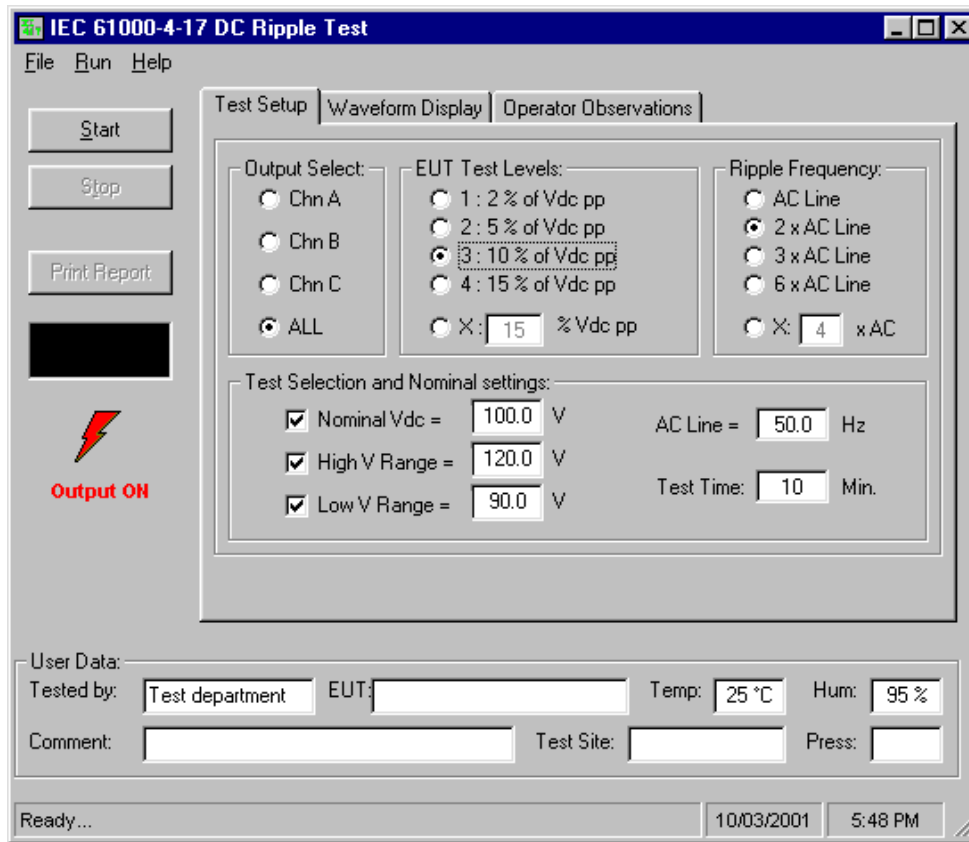 IEC 61000-4-17 DC Ripple Test
File Run Help
Start
Stop
Print Report
Output ON
Test Setup Waveform Display Operator Observations
Output Select:
Chn A
Chn B
Chn C
ALL
EUT Test Levels:
1 : 2 % of Vdc pp
2 : 5 % of Vdc pp
3 : 10 % of Vdc pp
4 : 15 % of Vdc pp
X : 15 % Vdc pp
Ripple Frequency:
AC Line
2 x AC Line
3 x AC Line
6 x AC Line
X: 4 x AC
Test Selection and Nominal settings:
Nominal Vdc = 100.0 V
High V Range = 120.0 V
Low V Range = 90.0 V
AC Line = 50.0 Hz
Test Time: 10 Min.
User Data:
Tested by: Test department EUT: Temp: 25 °C Hum: 95 %
Comment: Test Site: Press:
Ready... 10/03/2001 5:48 PM